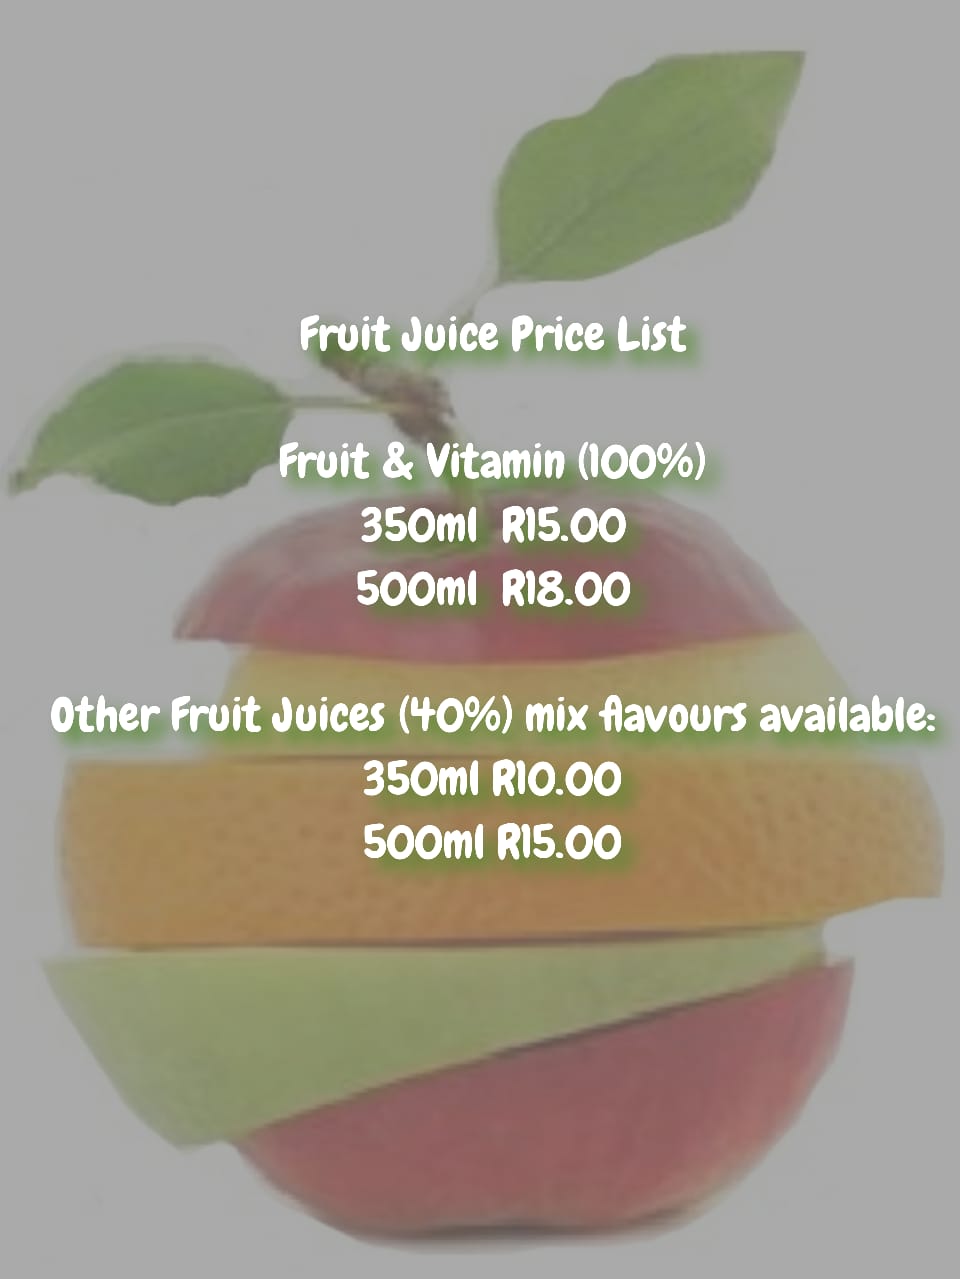 Fruit Juice Price List
Fruit & Vitamin (100%)
350ml R15.00
500ml R18.00
Other Fruit Juices (40%) mix flavours available:
350ml R10.00
500ml R15.00